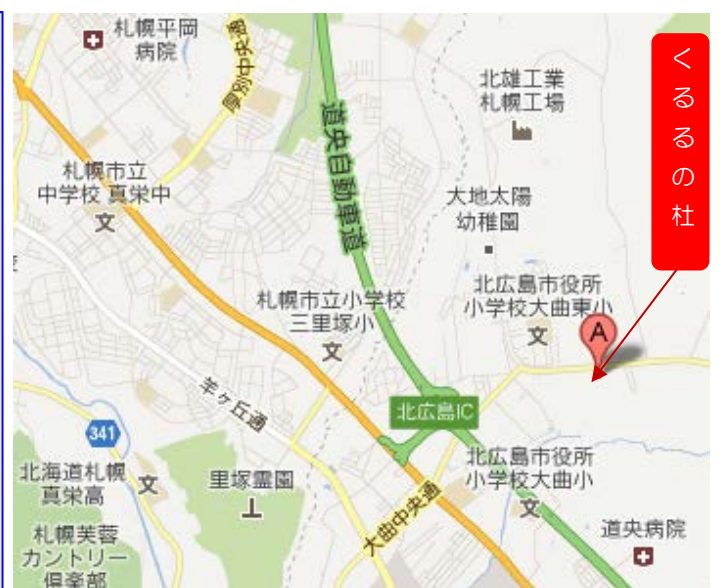 札幌平岡
病院
厚別中央通
北雄工業
札幌工場
くるるの杜
道央自動車道
札幌市立
中学校 真栄中
文
大地太陽
幼稚園
北広島市役所
小学校大曲東小
文
札幌市立小学校
三里塚小
文
A
羊ヶ丘通
北広島IC
341
北海道札幌
真栄高
文
里塚霊園
北広島市役所
小学校大曲小
文
大曲中央通
道央病院
札幌芙蓉
カントリー
倶楽部